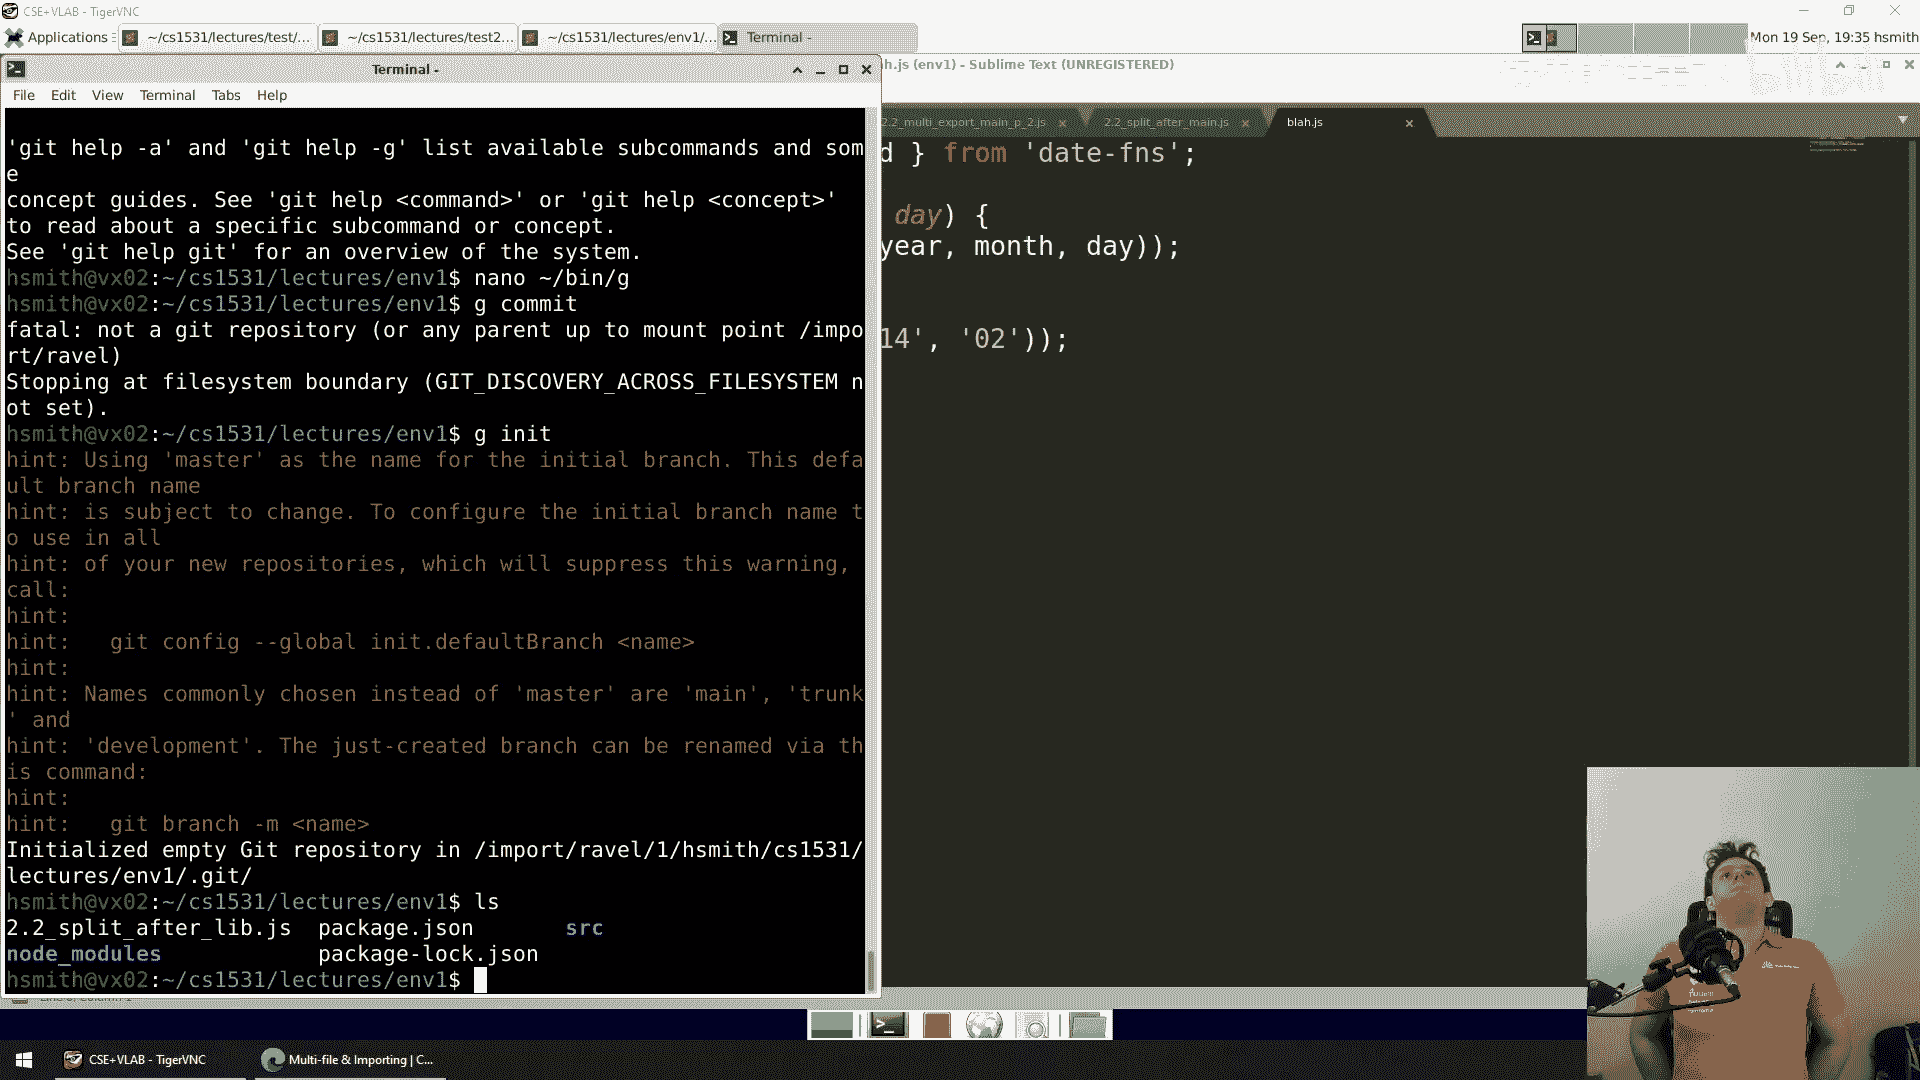 CSE+VLAB - TigerVNC
Applications
~/cs1531/lectures/test/...
~/cs1531/lectures/test2...
~/cs1531/lectures/env1/...
Terminal -
Mon 19 Sep, 19:35 hsmith
Terminal -
File Edit View Terminal Tabs Help
'git help -a' and 'git help -g' list available subcommands and som
e
concept guides. See 'git help <command>' or 'git help <concept>'
to read about a specific subcommand or concept.
See 'git help git' for an overview of the system.
hsmith@vx02:~/cs1531/lectures/env1$ nano ~/bin/g
hsmith@vx02:~/cs1531/lectures/env1$ g commit
fatal: not a git repository (or any parent up to mount point /impo
rt/ravel)
Stopping at filesystem boundary (GIT_DISCOVERY_ACROSS_FILESYSTEM n
ot set).
hsmith@vx02:~/cs1531/lectures/env1$ g init
hint: Using 'master' as the name for the initial branch. This defa
ult branch name
hint: is subject to change. To configure the initial branch name t
o use in all
hint: of your new repositories, which will suppress this warning,
call:
hint:
hint:   git config --global init.defaultBranch <name>
hint:
hint: Names commonly chosen instead of 'master' are 'main', 'trunk
' and
hint: 'development'. The just-created branch can be renamed via th
is command:
hint:
hint:   git branch -m <name>
Initialized empty Git repository in /import/ravel/1/hsmith/cs1531/
lectures/env1/.git/
hsmith@vx02:~/cs1531/lectures/env1$ ls
2.2_split_after_lib.js  package.json       src
node_modules            package-lock.json
hsmith@vx02:~/cs1531/lectures/env1$
ah.js (env1) - Sublime Text (UNREGISTERED)
2.2_multi_export_main_p_2.js
2.2_split_after_main.js
blah.js
d } from 'date-fns';
day) {
year, month, day));
14', '02'));
CSE+VLAB - TigerVNC
Multi-file & Importing | C...